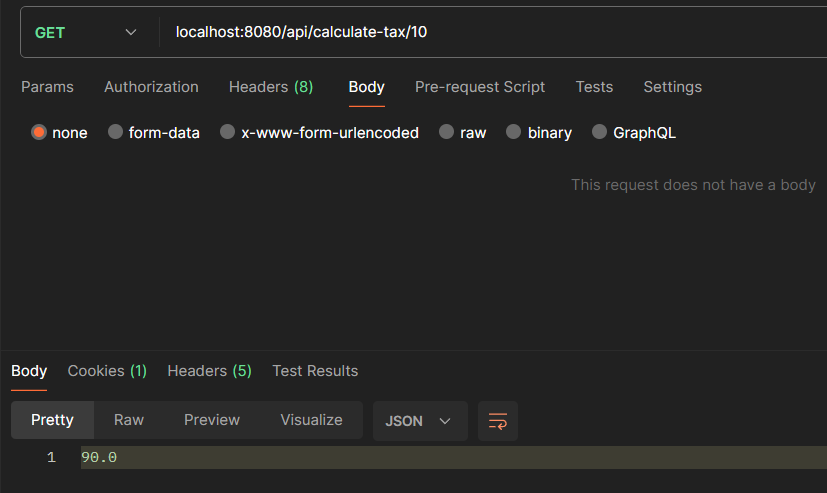 GET localhost:8080/api/calculate-tax/10
Params Authorization Headers (8) Body Pre-request Script Tests Settings
none form-data x-www-form-urlencoded raw binary GraphQL
This request does not have a body
Body Cookies (1) Headers (5) Test Results
Pretty Raw Preview Visualize JSON
1 90.0